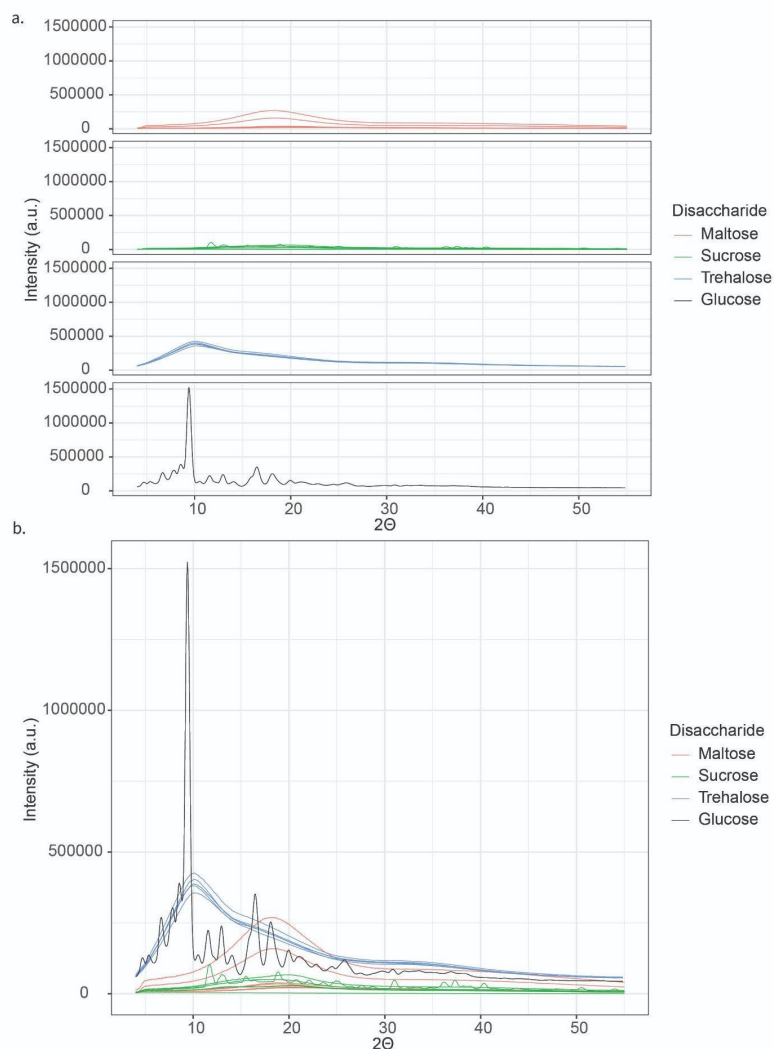 a.
1500000
1000000
500000
0
1500000
1000000
500000
0
1500000
1000000
500000
0
1500000
1000000
500000
0
Intensity (a.u.)
10 20 30 40 50
2Θ
Disaccharide
Maltose
Sucrose
Trehalose
Glucose
b.
1500000
1000000
500000
0
Intensity (a.u.)
10 20 30 40 50
2Θ
Disaccharide
Maltose
Sucrose
Trehalose
Glucose